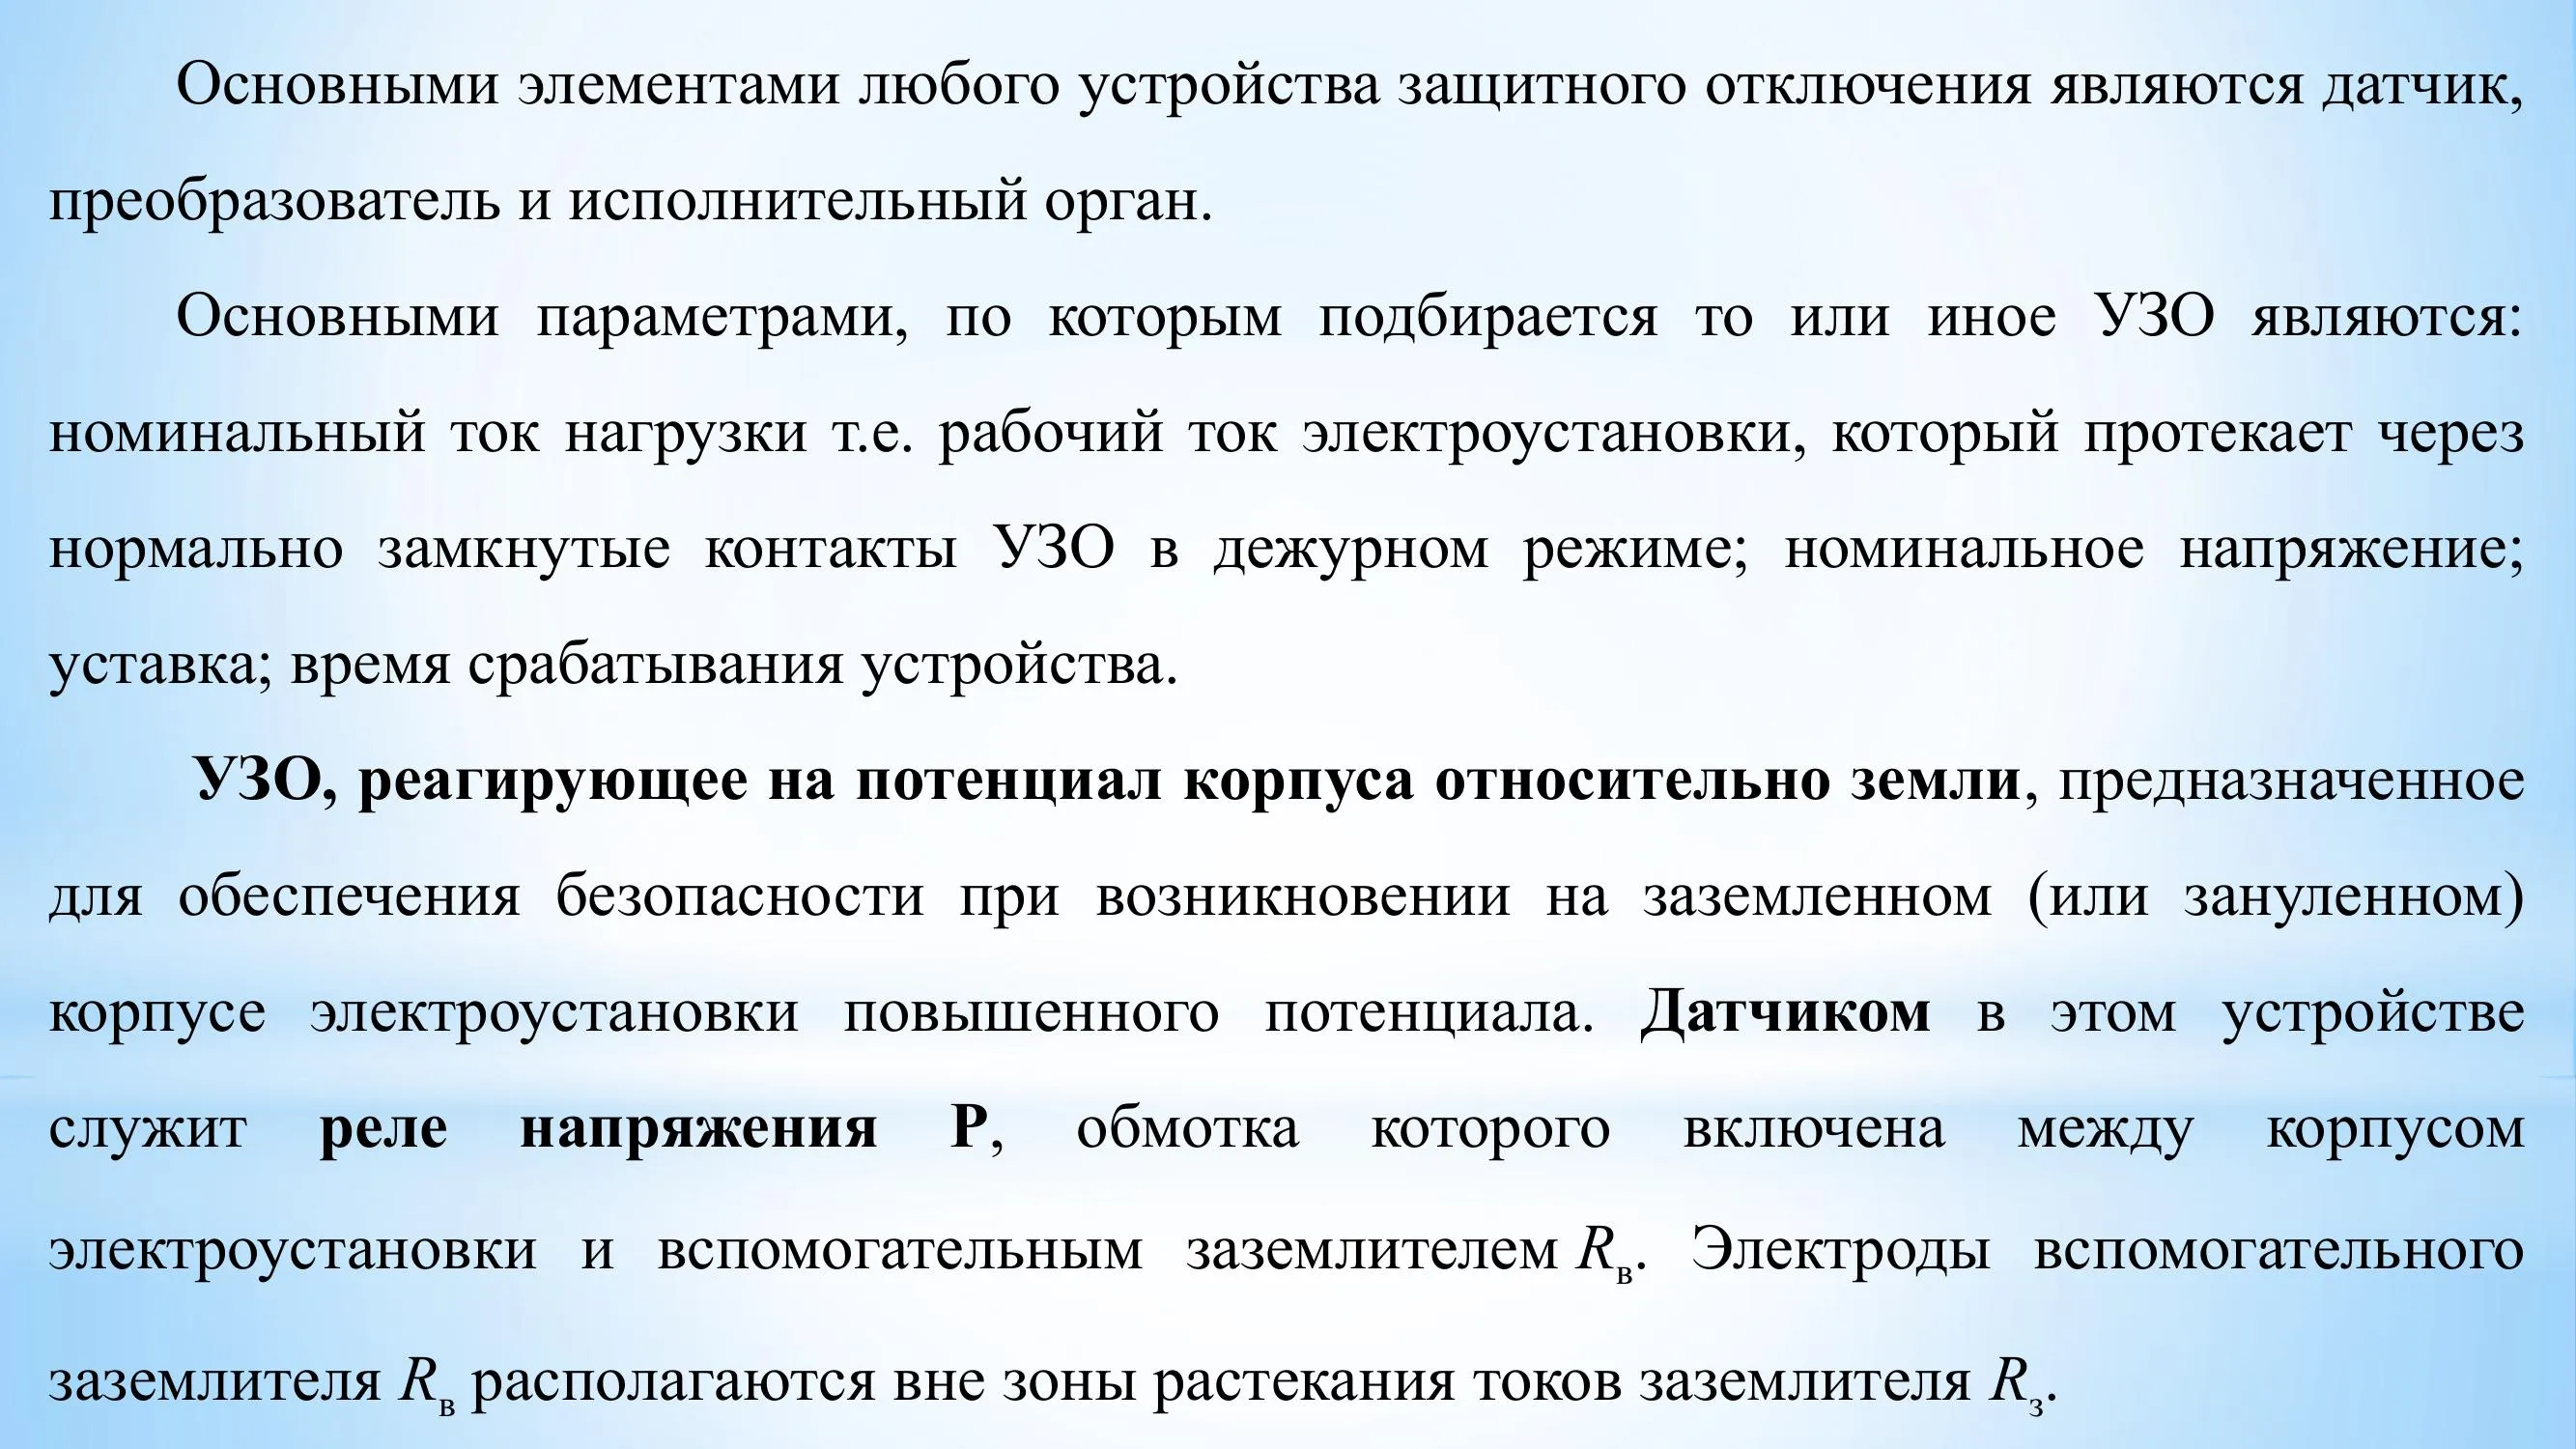 Основными элементами любого устройства защитного отключения являются датчик,
преобразователь и исполнительный орган.
Основными параметрами, по которым подбирается то или иное УЗО являются:
номинальный ток нагрузки т.е. рабочий ток электроустановки, который протекает через
нормально замкнутые контакты УЗО в дежурном режиме; номинальное напряжение;
уставка; время срабатывания устройства.
УЗО, реагирующее на потенциал корпуса относительно земли, предназначенное
для обеспечения безопасности при возникновении на заземленном (или зануленном)
корпусе электроустановки повышенного потенциала. Датчиком в этом устройстве
служит реле напряжения Р, обмотка которого включена между корпусом
электроустановки и вспомогательным заземлителем Rв. Электроды вспомогательного
заземлителя Rв располагаются вне зоны растекания токов заземлителя Rз.